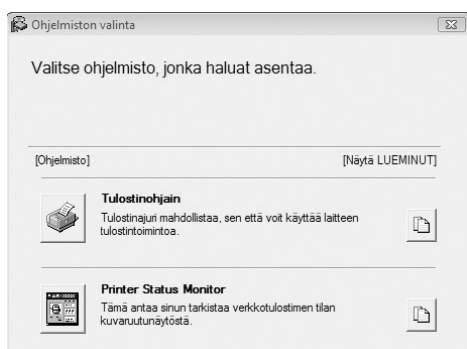 Ohjelmiston valinta
Valitse ohjelmisto, jonka haluat asentaa.
[Ohjelmisto] [Näytä LUEMINUT]
Tulostinohjain
Tulostinajuri mahdollistaa, sen että voit käyttää laitteen
tulostintoimintoa.
Printer Status Monitor
Tämä antaa sinun tarkistaa verkkotulostimen tilan
kuvaruutunäytöstä.